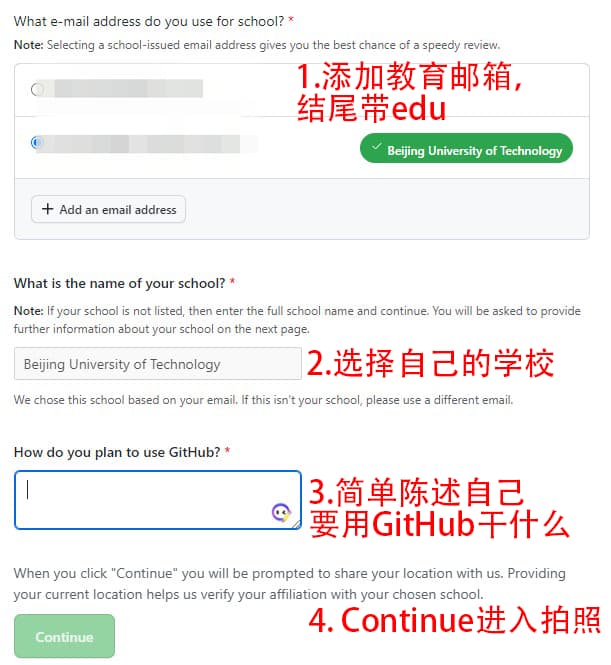 What e-mail address do you use for school? *
Note: Selecting a school-issued email address gives you the best chance of a speedy review.
1.添加教育邮箱,
结尾带edu
Beijing University of Technology
+ Add an email address
What is the name of your school? *
Note: If your school is not listed, then enter the full school name and continue. You will be asked to provide
further information about your school on the next page.
Beijing University of Technology
2.选择自己的学校
We chose this school based on your email. If this isn't your school, please use a different email.
How do you plan to use GitHub? *
3.简单陈述自己
要用GitHub干什么
When you click "Continue" you will be prompted to share your location with us. Providing
your current location helps us verify your affiliation with your chosen school.
4. Continue进入拍照
Continue